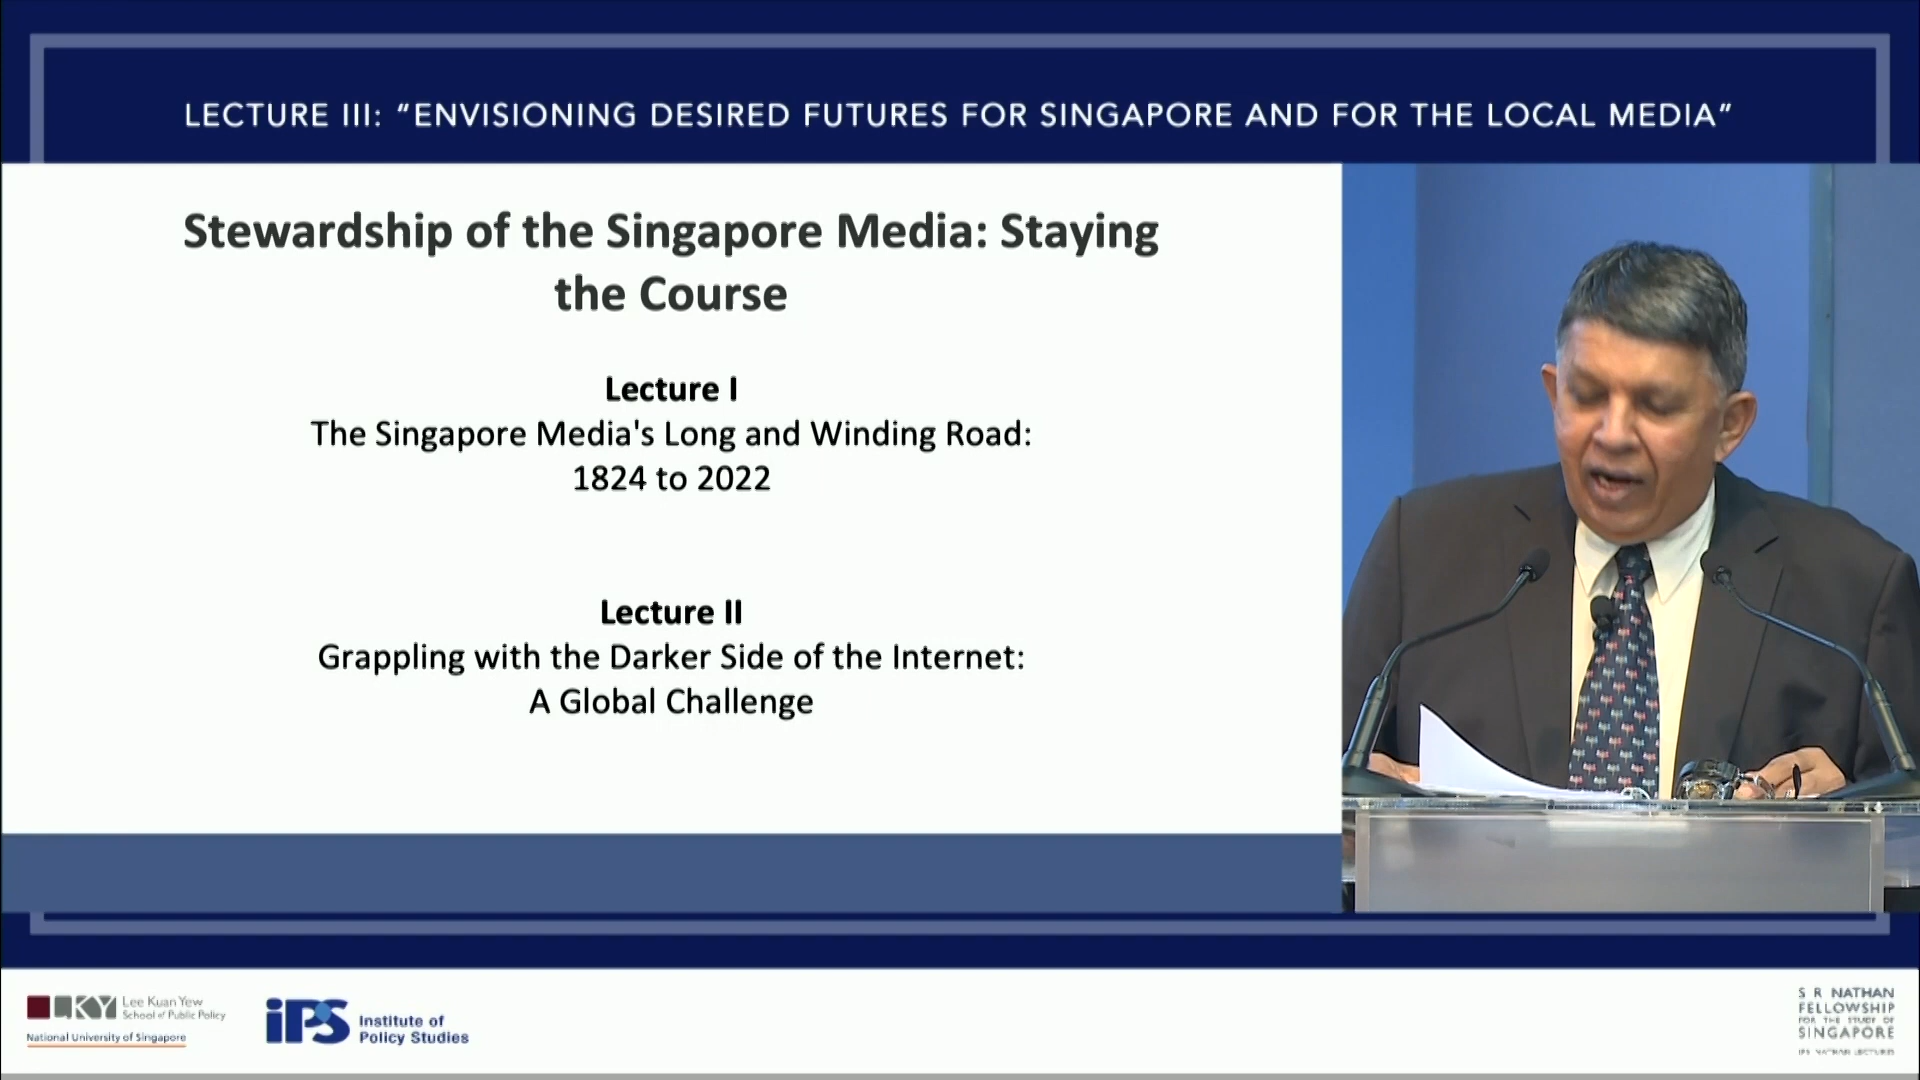 LECTURE III: “ENVISIONING DESIRED FUTURES FOR SINGAPORE AND FOR THE LOCAL MEDIA”
Stewardship of the Singapore Media: Staying
the Course
Lecture I
The Singapore Media's Long and Winding Road:
1824 to 2022
Lecture II
Grappling with the Darker Side of the Internet:
A Global Challenge
LKY Lee Kuan Yew
School of Public Policy
National University of Singapore
iPS Institute of
Policy Studies
S R NATHAN
FELLOWSHIP
FOR THE STUDY OF
SINGAPORE
IPS NATHAN LECTURES